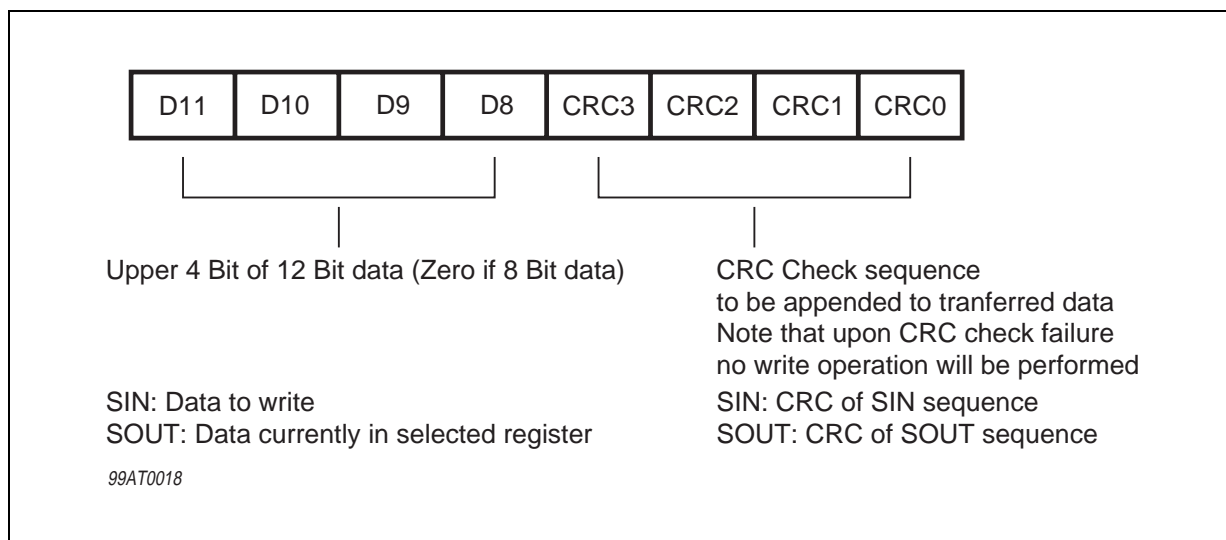 D11 D10 D9 D8 CRC3 CRC2 CRC1 CRC0
Upper 4 Bit of 12 Bit data (Zero if 8 Bit data)
CRC Check sequence
to be appended to tranferred data
Note that upon CRC check failure
no write operation will be performed
SIN: Data to write
SOUT: Data currently in selected register
SIN: CRC of SIN sequence
SOUT: CRC of SOUT sequence
99AT0018